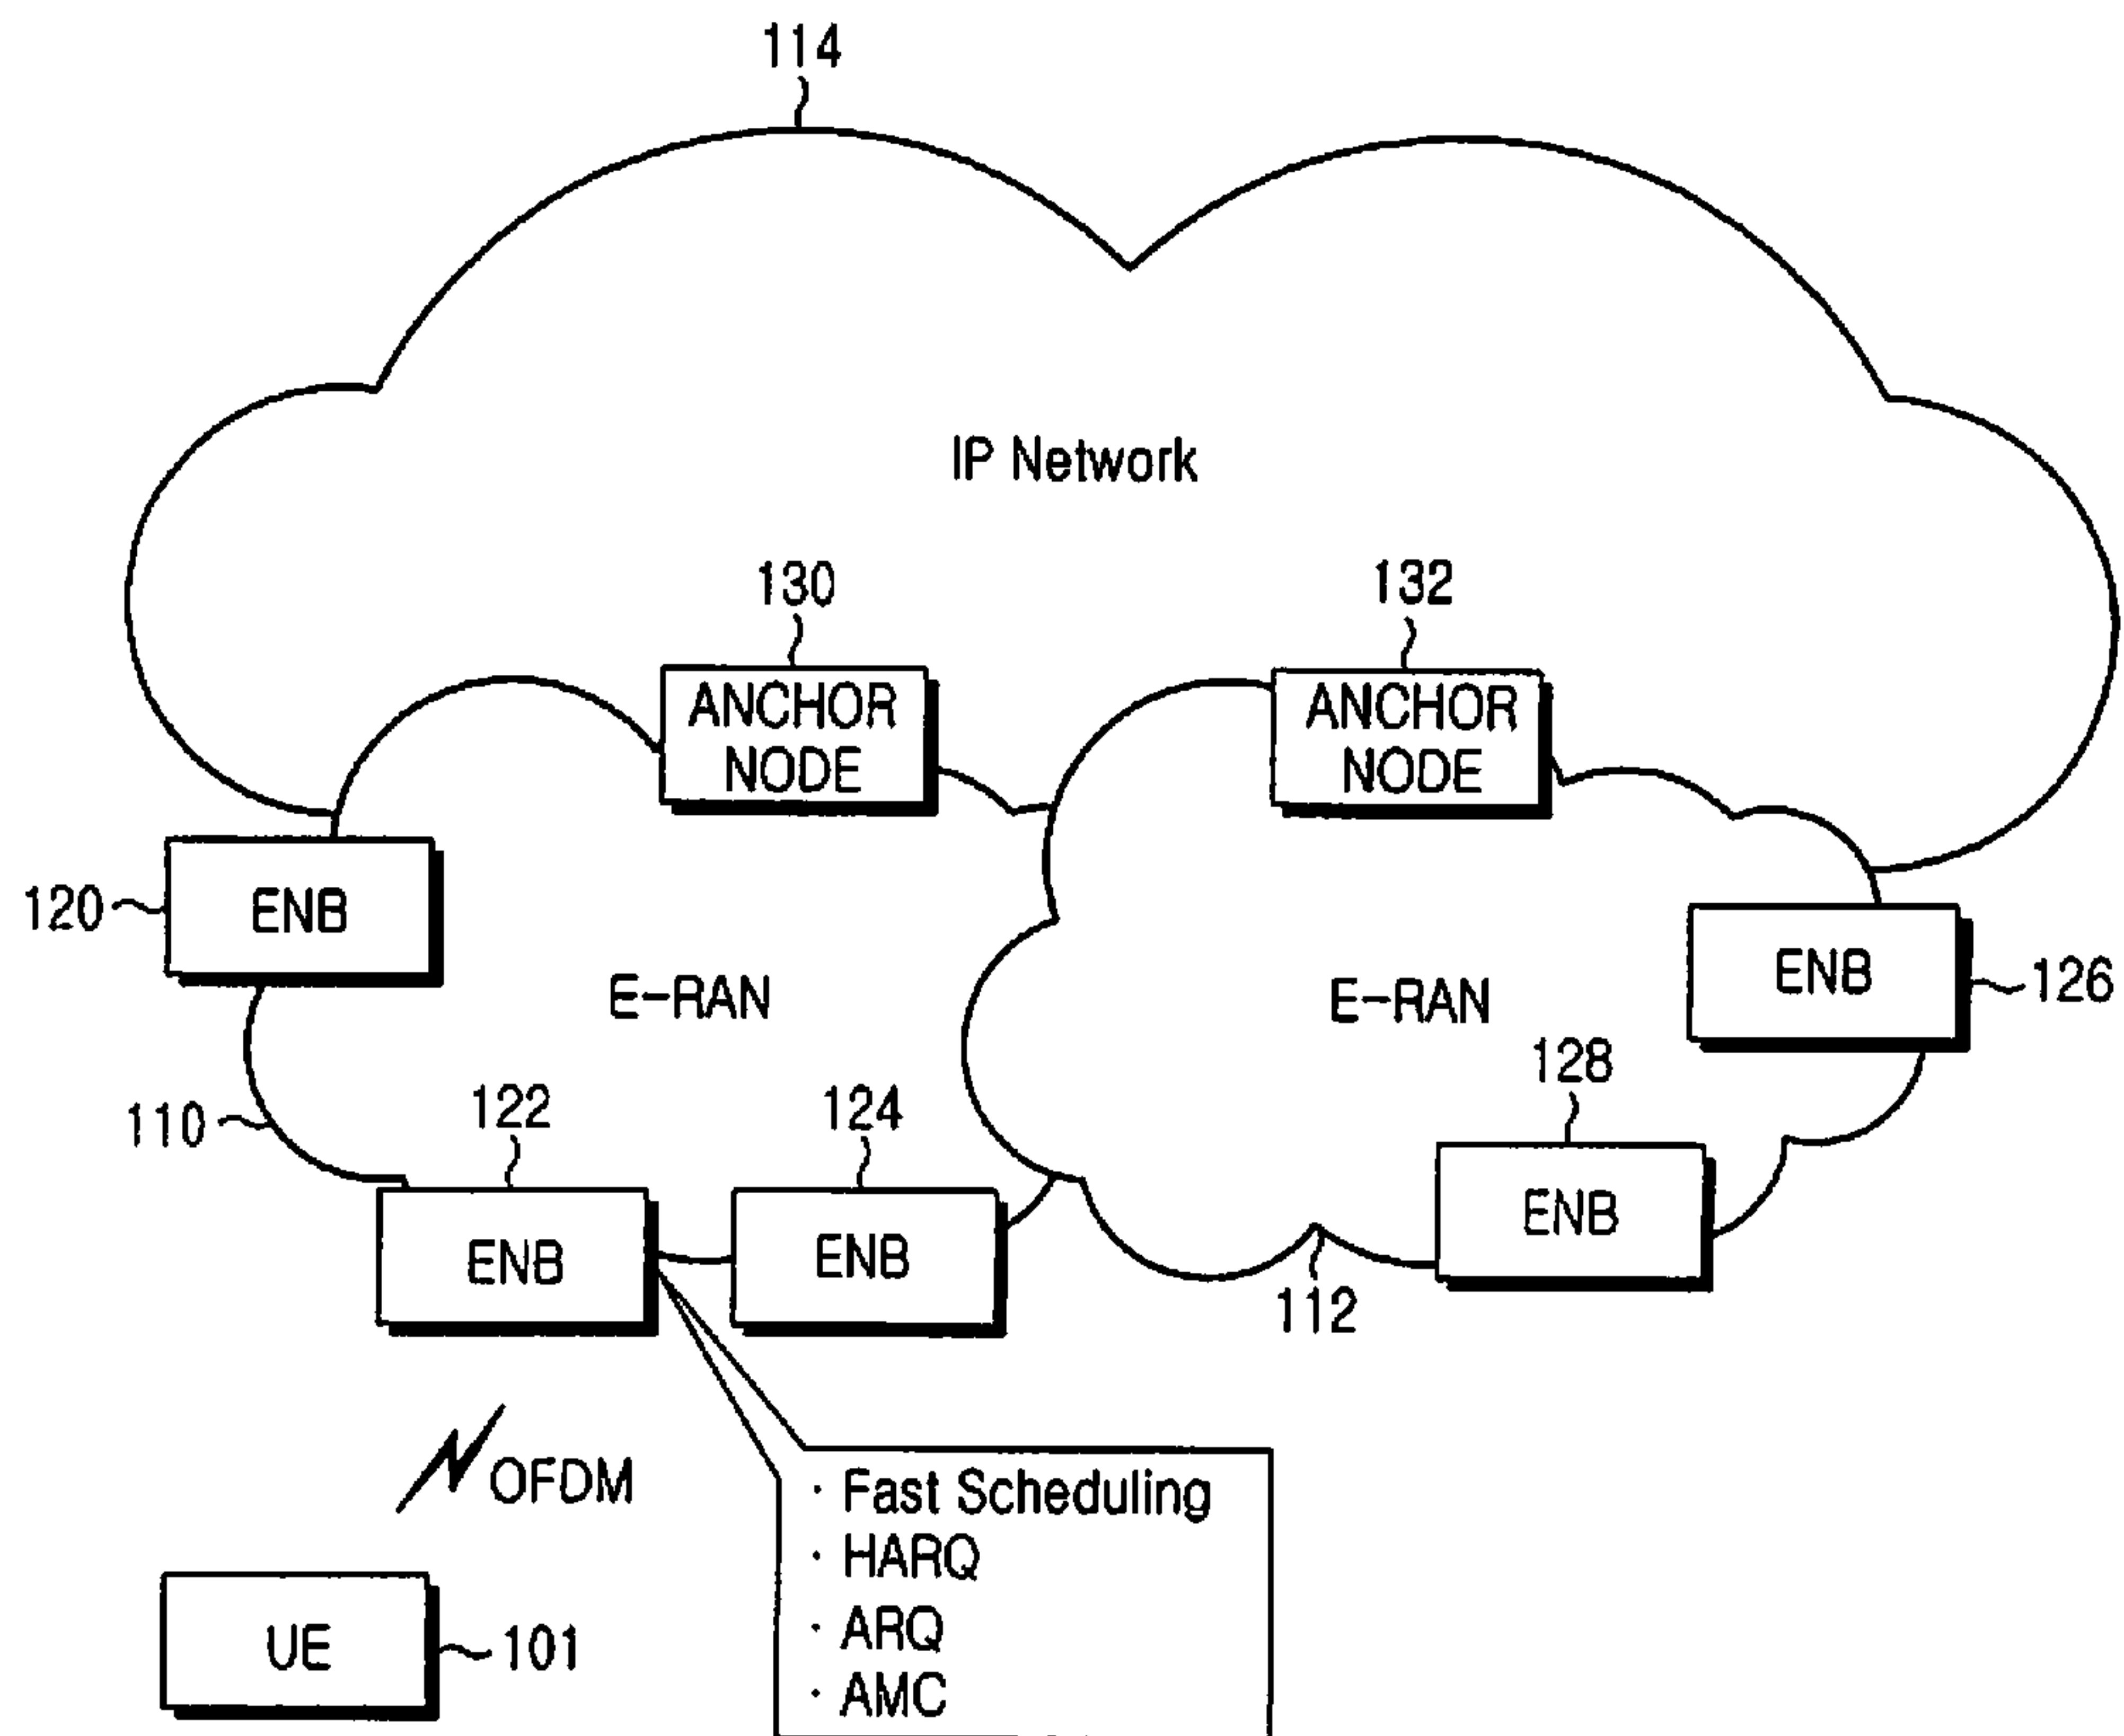 114
IP Network
130
132
ANCHOR
NODE
ANCHOR
NODE
120
ENB
E-RAN
E-RAN
ENB
126
110
122
124
128
ENB
ENB
ENB
112
OFDM
· Fast Scheduling
· HARQ
· ARQ
· AMC
UE
101